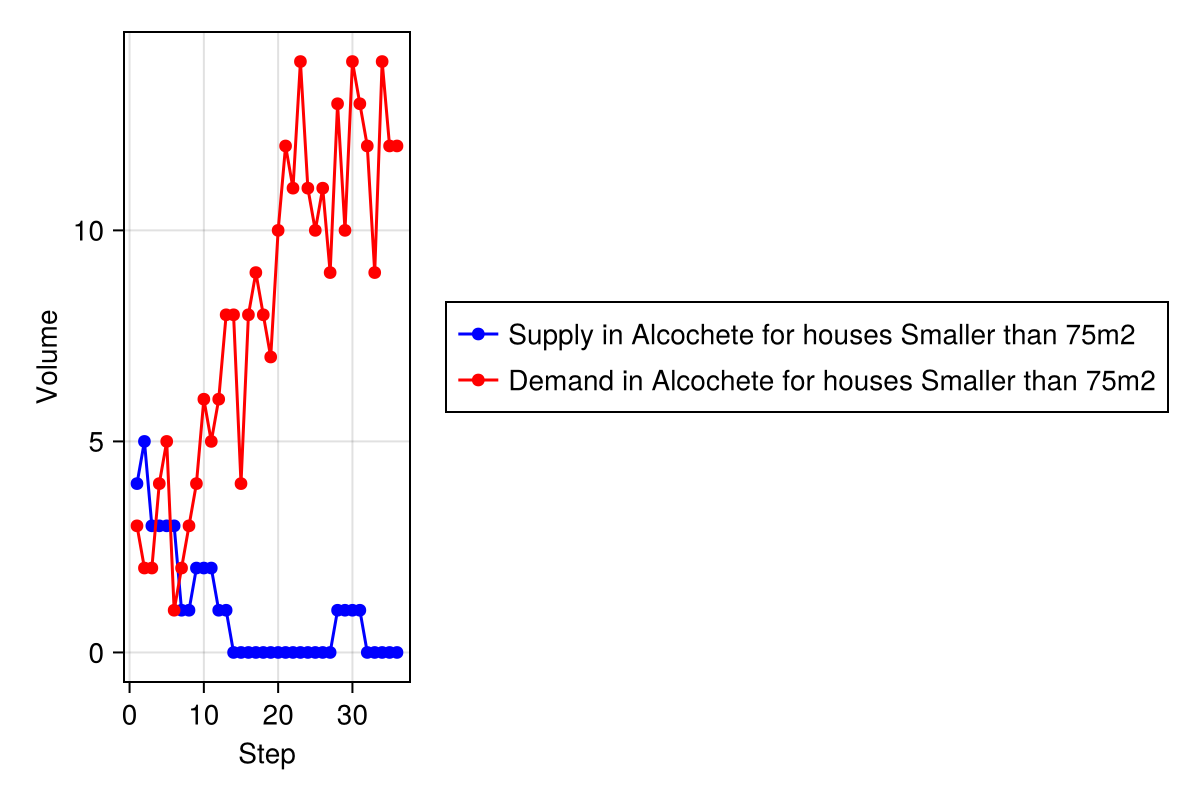 Volume
10
5
0
0 10 20 30
Step
Supply in Alcochete for houses Smaller than 75m2
Demand in Alcochete for houses Smaller than 75m2